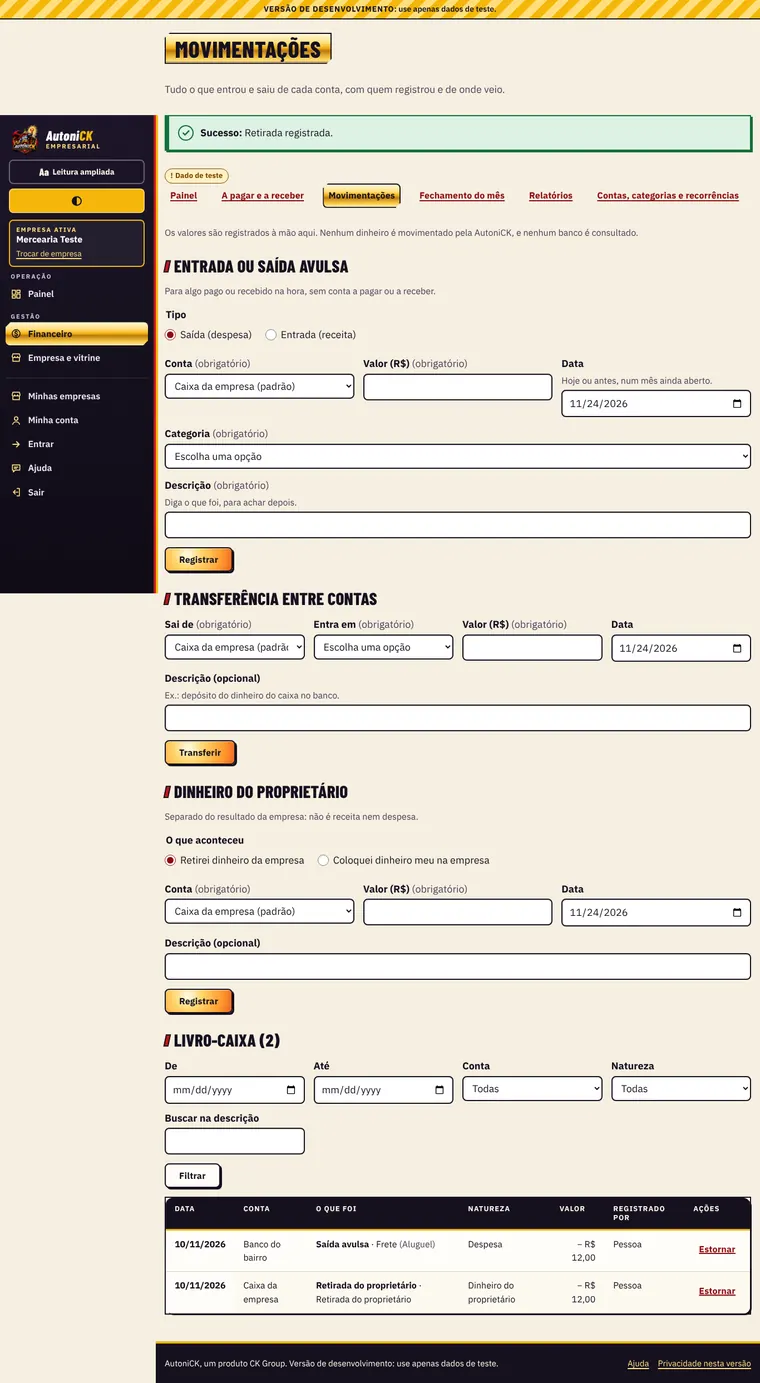 VERSÃO DE DESENVOLVIMENTO: use apenas dados de teste.
MOVIMENTAÇÕES
Tudo o que entrou e saiu de cada conta, com quem registrou e de onde veio.
AutoniCK
EMPRESARIAL
Aa Leitura ampliada
EMPRESA ATIVA
Mercearia Teste
Trocar de empresa
OPERAÇÃO
Painel
GESTÃO
Financeiro
Empresa e vitrine
Minhas empresas
Minha conta
Entrar
Ajuda
Sair
Sucesso: Retirada registrada.
! Dado de teste
Painel A pagar e a receber Movimentações Fechamento do mês Relatórios Contas, categorias e recorrências
Os valores são registrados à mão aqui. Nenhum dinheiro é movimentado pela AutoniCK, e nenhum banco é consultado.
ENTRADA OU SAÍDA AVULSA
Para algo pago ou recebido na hora, sem conta a pagar ou a receber.
Tipo
Saída (despesa) Entrada (receita)
Conta (obrigatório) Valor (R$) (obrigatório) Data
Hoje ou antes, num mês ainda aberto.
Caixa da empresa (padrão)
11/24/2026
Categoria (obrigatório)
Escolha uma opção
Descrição (obrigatório)
Diga o que foi, para achar depois.
Registrar
TRANSFERÊNCIA ENTRE CONTAS
Sai de (obrigatório) Entra em (obrigatório) Valor (R$) (obrigatório) Data
Caixa da empresa (padrão Escolha uma opção 11/24/2026
Descrição (opcional)
Ex.: depósito do dinheiro do caixa no banco.
Transferir
DINHEIRO DO PROPRIETÁRIO
Separado do resultado da empresa: não é receita nem despesa.
O que aconteceu
Retirei dinheiro da empresa Coloquei dinheiro meu na empresa
Conta (obrigatório) Valor (R$) (obrigatório) Data
Caixa da empresa (padrão) 11/24/2026
Descrição (opcional)
Registrar
LIVRO-CAIXA (2)
De Até Conta Natureza
mm/dd/yyyy mm/dd/yyyy Todas Todas
Buscar na descrição
Filtrar
DATA CONTA O QUE FOI NATUREZA VALOR REGISTRADO POR AÇÕES
10/11/2026 Banco do bairro Saída avulsa · Frete (Aluguel) Despesa − R$ 12,00 Pessoa Estornar
10/11/2026 Caixa da empresa Retirada do proprietário · Retirada do proprietário Dinheiro do proprietário − R$ 12,00 Pessoa Estornar
AutoniCK, um produto CK Group. Versão de desenvolvimento: use apenas dados de teste.
Ajuda Privacidade nesta versão